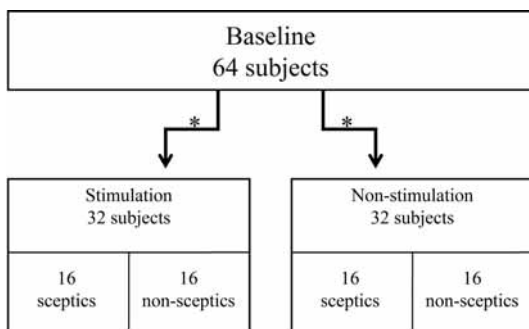 Baseline
64 subjects
* *
Stimulation
32 subjects
Non-stimulation
32 subjects
16
sceptics
16
non-sceptics
16
sceptics
16
non-sceptics